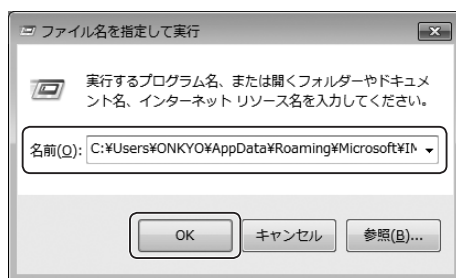 ファイル名を指定して実行
実行するプログラム名、または開くフォルダーやドキュメ
ント名、インターネット リソース名を入力してください。
名前(O): C:¥Users¥ONKYO¥AppData¥Roaming¥Microsoft¥IM
OK キャンセル 参照(B)...